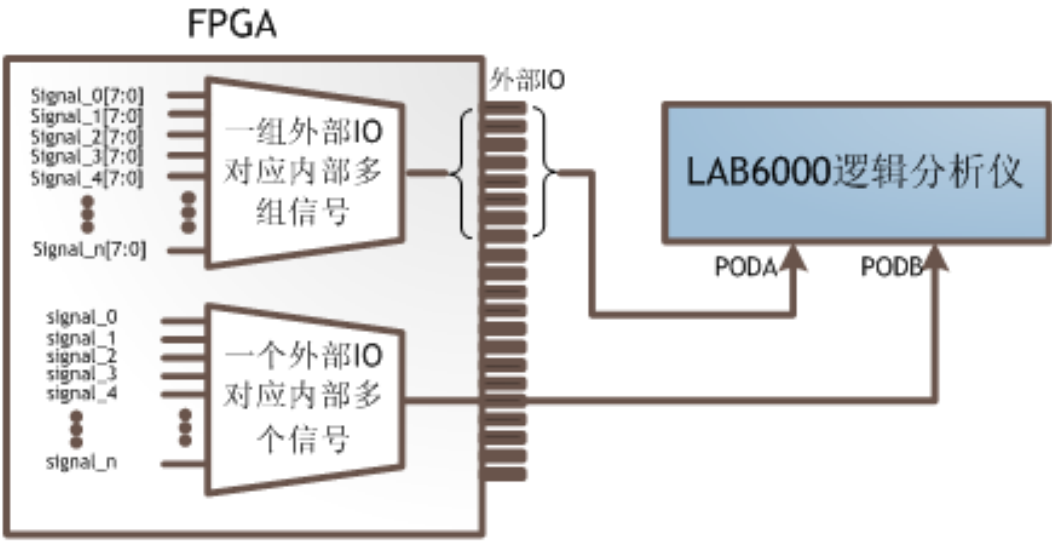 FPGA
外部IO
Signal_0[7:0]
Signal_1[7:0]
Signal_2[7:0]
Signal_3[7:0]
Signal_4[7:0]
Signal_n[7:0]
一组外部IO
对应内部多
组信号
LAB6000逻辑分析仪
PODA
PODB
signal_0
signal_1
signal_2
signal_3
signal_4
signal_n
一个外部IO
对应内部多
个信号